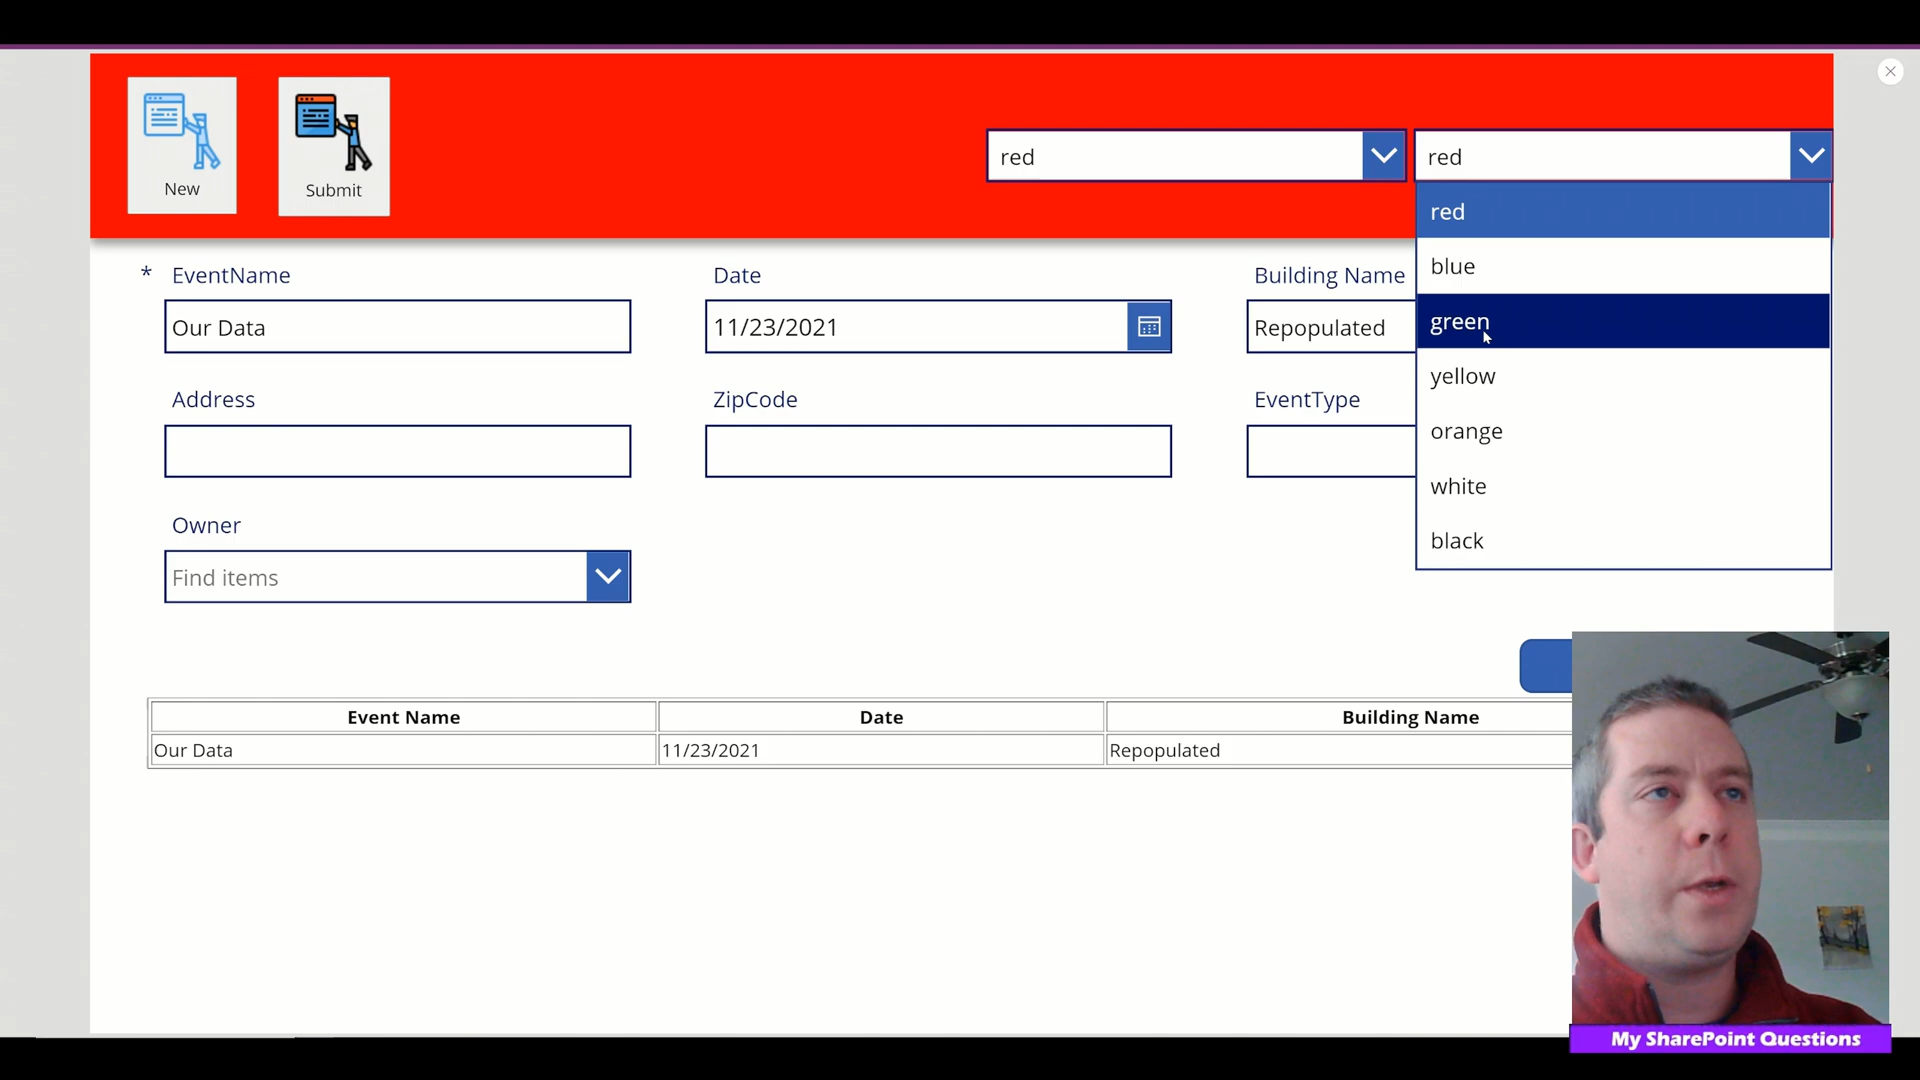 New
Submit
red
red
red
blue
green
yellow
orange
white
black
* EventName
Date
Building Name
Our Data
11/23/2021
Repopulated
Address
ZipCode
EventType
Owner
Find items
Event Name
Date
Building Name
Our Data
11/23/2021
Repopulated
My SharePoint Questions